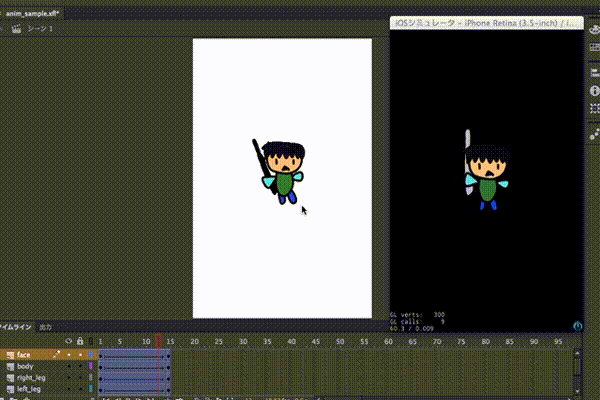 anim_sample.xfl*
シーン 1
iOSシミュレータ - iPhone Retina (3.5-inch) / i...
GL verts: 300
GL calls: 9
60.3 / 0.009
イムライン 出力
1 5 10 15 20 25 30 35 40 45 50 55 60 65 70 75 80 85 90 95
face
body
right_leg
left_leg